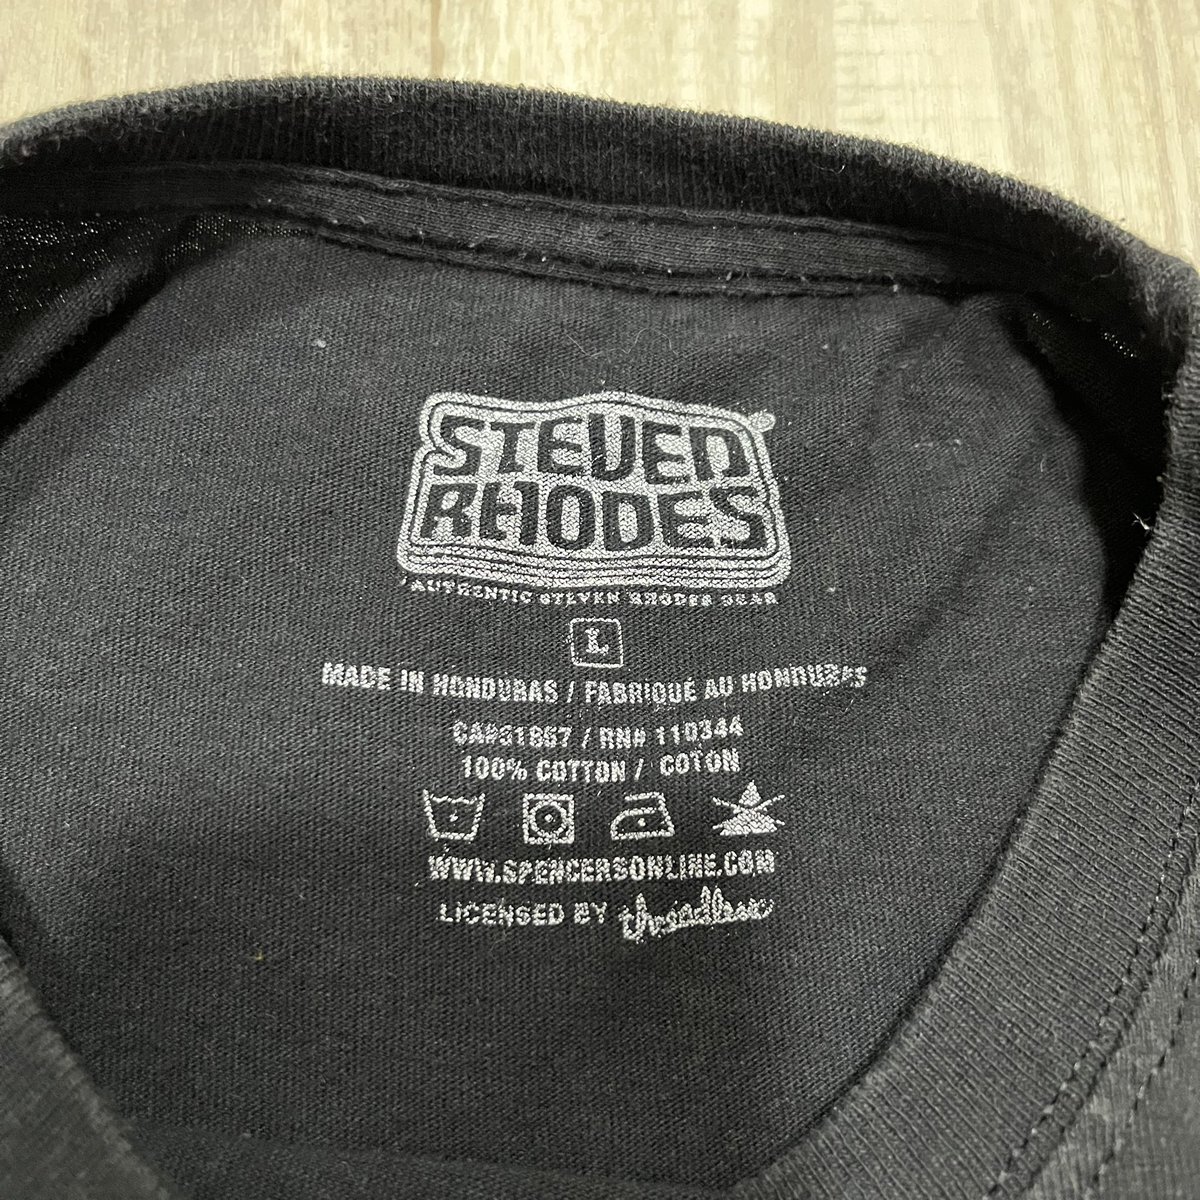 STEVEN
RHODES
AUTHENTIC STEVEN RHODES GEAR
L
MADE IN HONDURAS / FABRIQUÉ AU HONDURAS
CA#51867 / RN# 110344
100% COTTON / COTON
WWW.SPENCERSONLINE.COM
LICENSED BY threadless